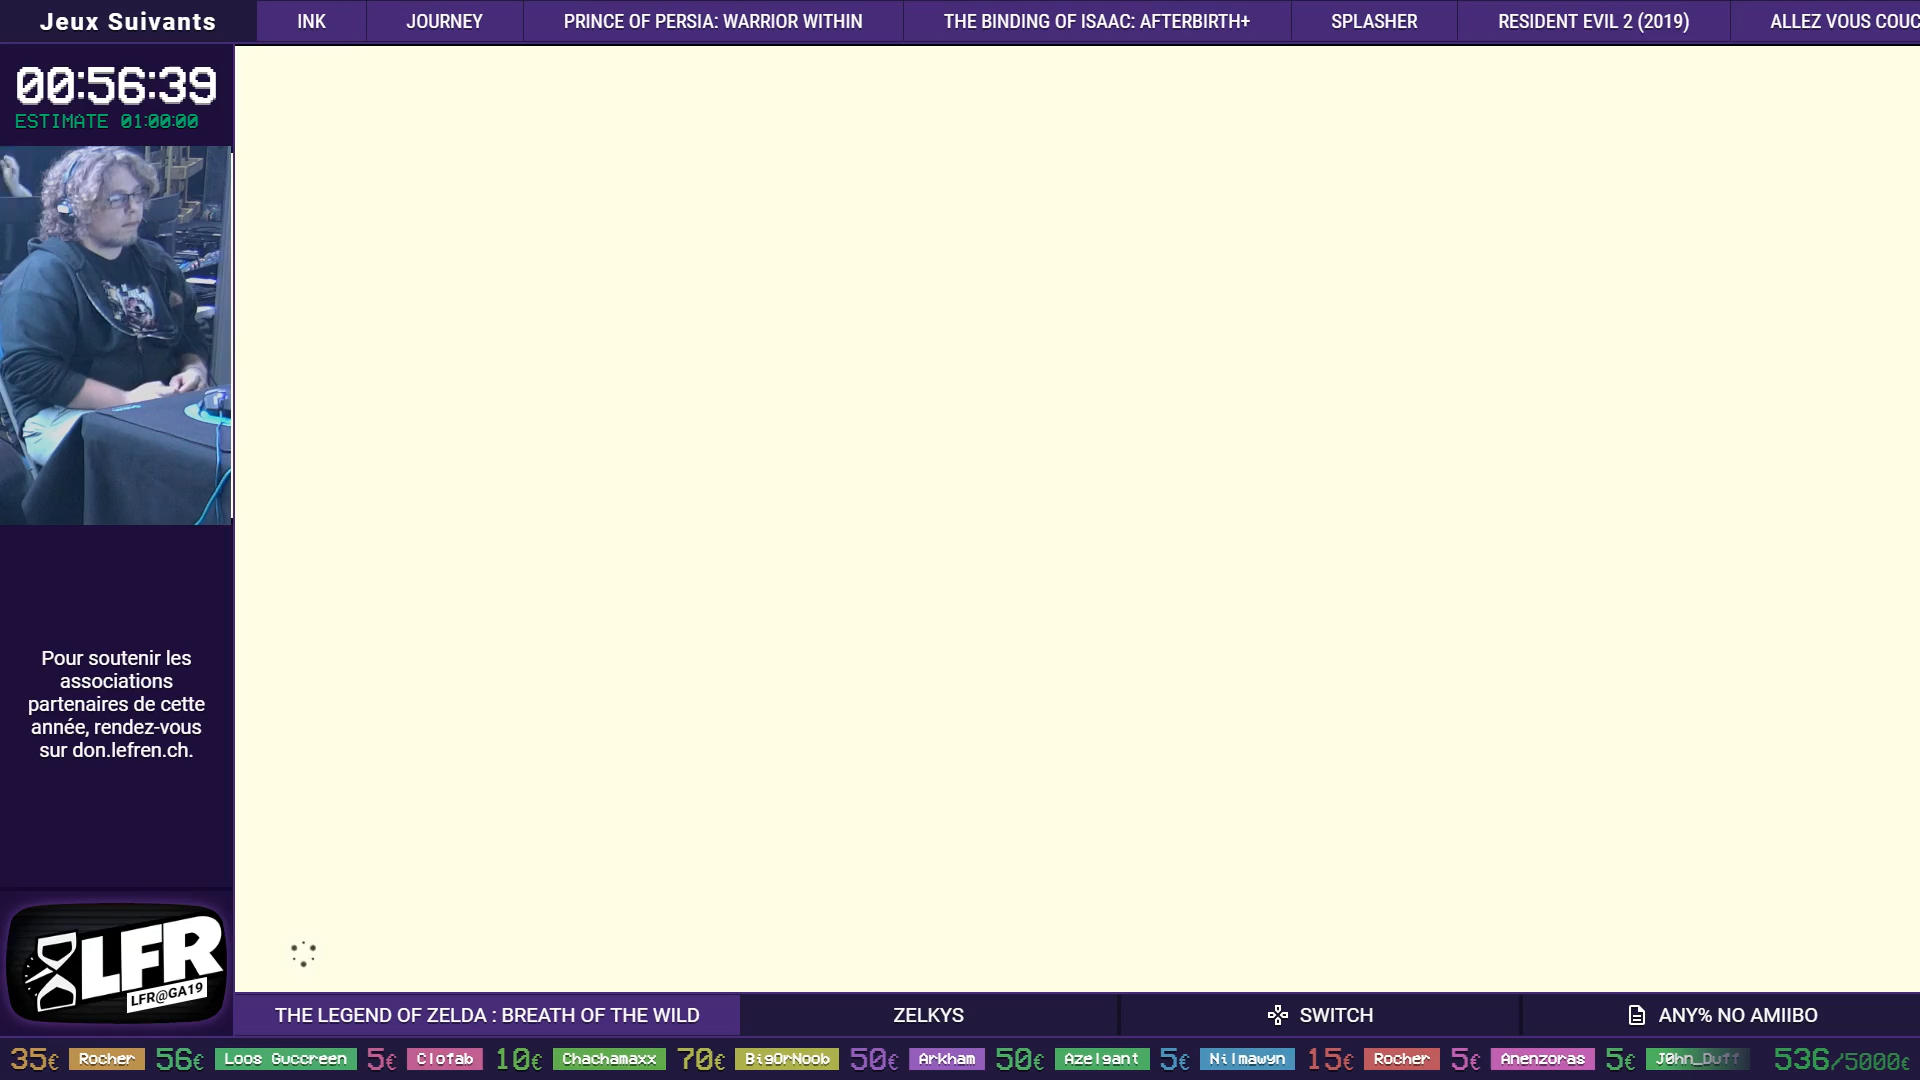 Jeux Suivants
INK
JOURNEY
PRINCE OF PERSIA: WARRIOR WITHIN
THE BINDING OF ISAAC: AFTERBIRTH+
SPLASHER
RESIDENT EVIL 2 (2019)
ALLEZ VOUS COUC
00:56:39
ESTIMATE 01:00:00
Pour soutenir les
associations
partenaires de cette
année, rendez-vous
sur don.lefren.ch.
LFR
LFR@GA19
THE LEGEND OF ZELDA : BREATH OF THE WILD
ZELKYS
SWITCH
ANY% NO AMIIBO
35€ Rocher 56€ Loos Guccreen 5€ Clofab 10€ Chachamaxx 70€ BigOrNoob 50€ Arkham 50€ Azelgant 5€ Nilmawyn 15€ Rocher 5€ Anenzoras 5€ J0hn_Duff 536/5000€